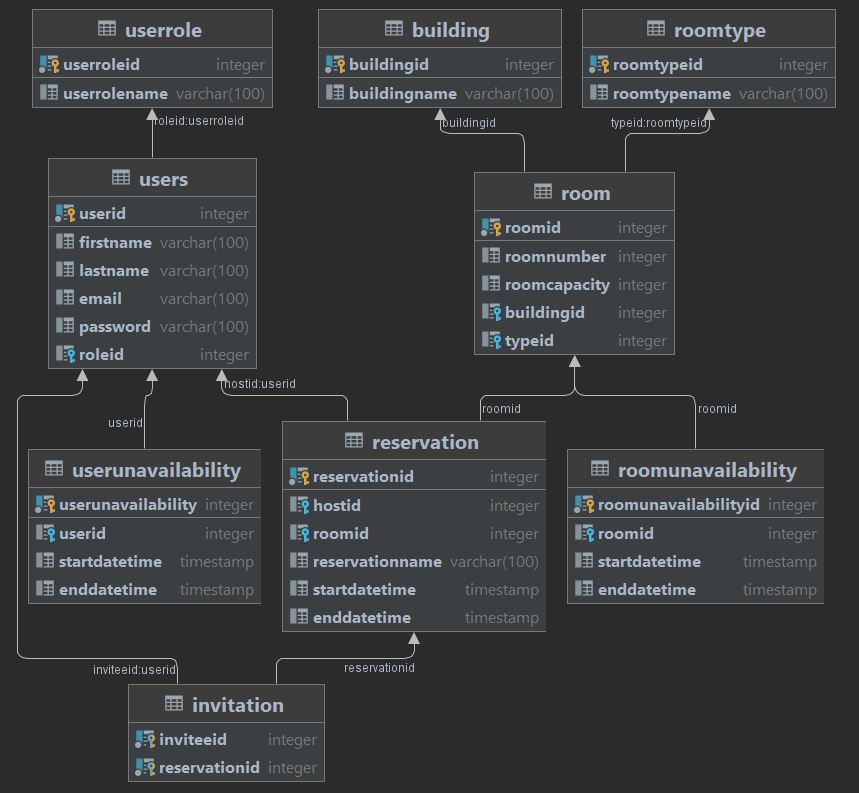 userrole
userroleid integer
userrolename varchar(100)
building
buildingid integer
buildingname varchar(100)
roomtype
roomtypeid integer
roomtypename varchar(100)
roleid:userroleid
buildingid
typeid:roomtypeid
users
userid integer
firstname varchar(100)
lastname varchar(100)
email varchar(100)
password varchar(100)
roleid integer
room
roomid integer
roomnumber integer
roomcapacity integer
buildingid integer
typeid integer
hostid:userid
userid
roomid
roomid
userunavailability
userunavailability integer
userid integer
startdatetime timestamp
enddatetime timestamp
reservation
reservationid integer
hostid integer
roomid integer
reservationname varchar(100)
startdatetime timestamp
enddatetime timestamp
roomunavailability
roomunavailabilityid integer
roomid integer
startdatetime timestamp
enddatetime timestamp
inviteeid:userid
reservationid
invitation
inviteeid integer
reservationid integer